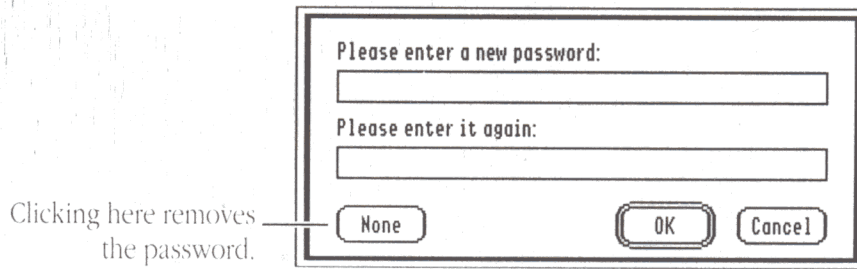 Please enter a new password:
Please enter it again:
Clicking here removes
the password.
None OK Cancel